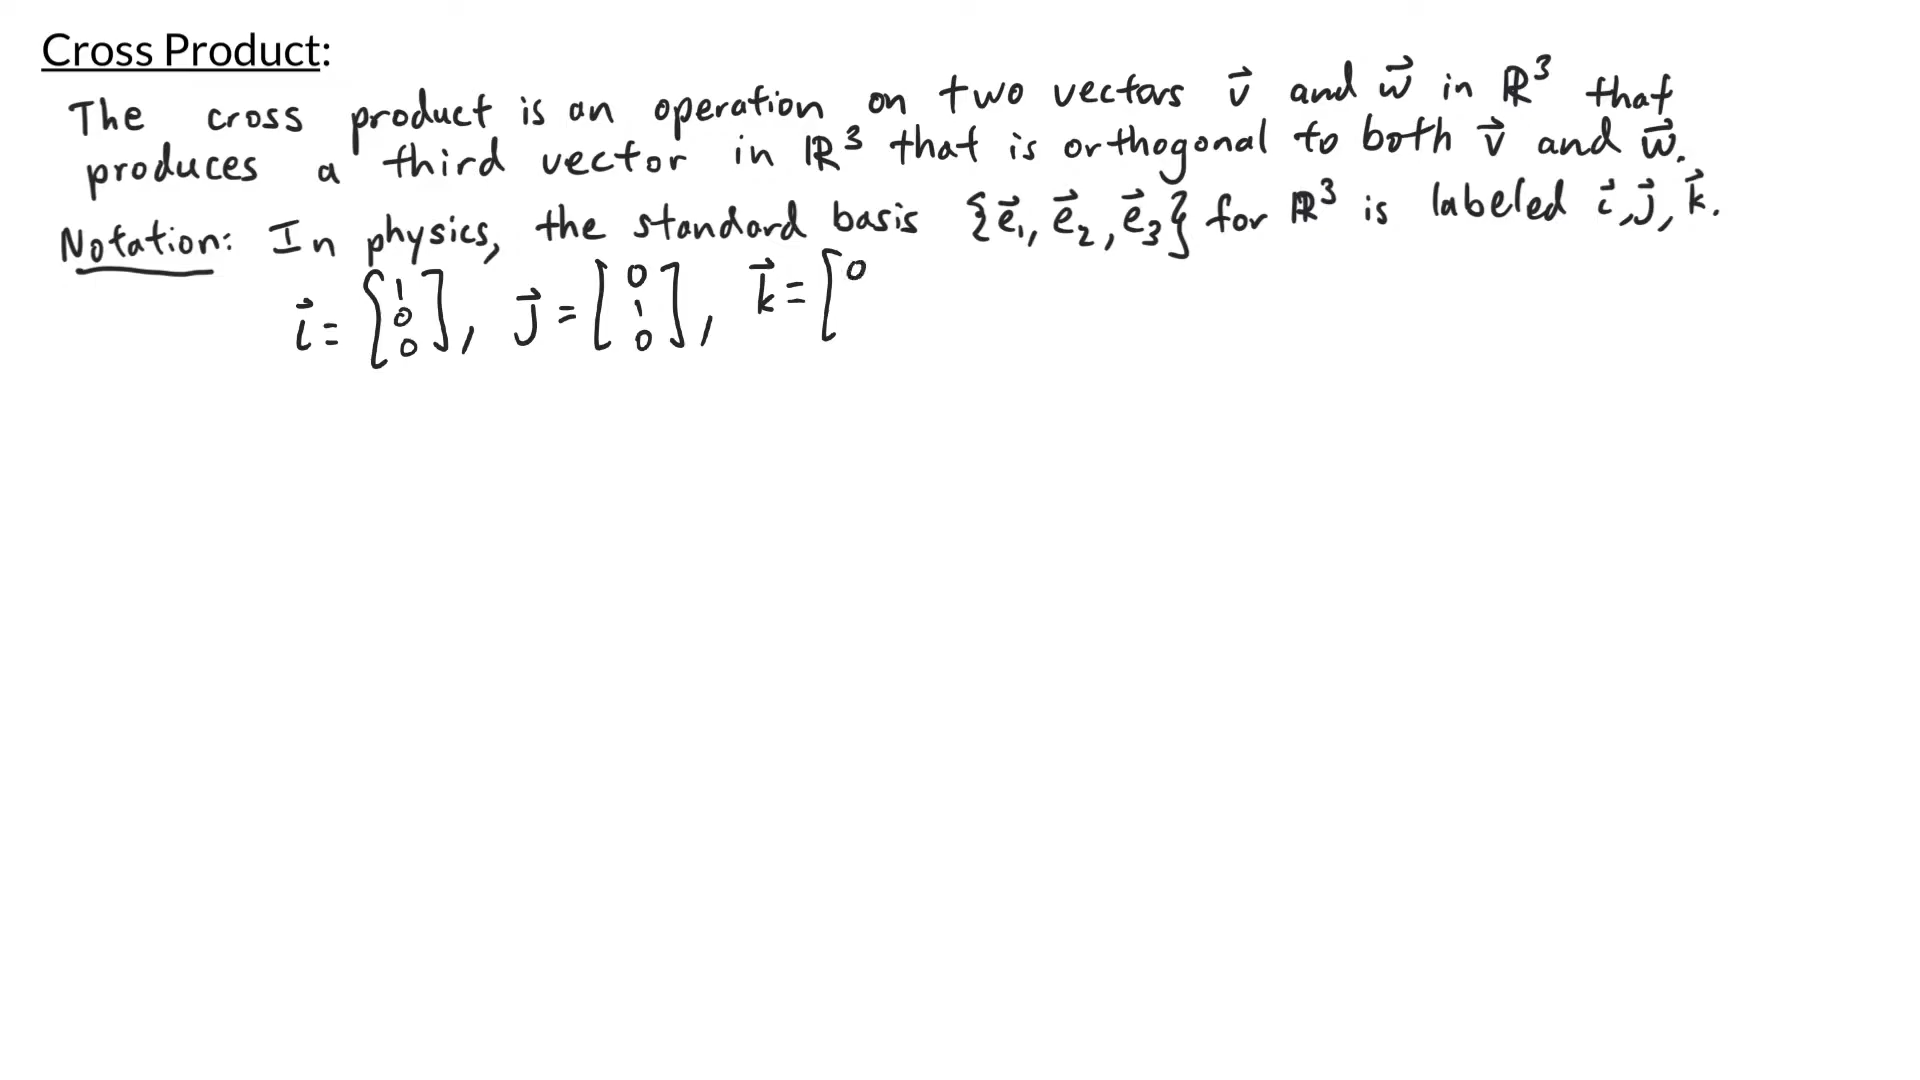 Cross Product:
The cross product is an operation on two vectors v⃗ and w⃗ in ℝ³ that
produces a third vector in ℝ³ that is orthogonal to both v⃗ and w⃗.
Notation: In physics, the standard basis {e⃗₁, e⃗₂, e⃗₃} for ℝ³ is labeled i⃗, j⃗, k⃗.
i⃗ = [1 0 0], j⃗ = [0 1 0], k⃗ = [0